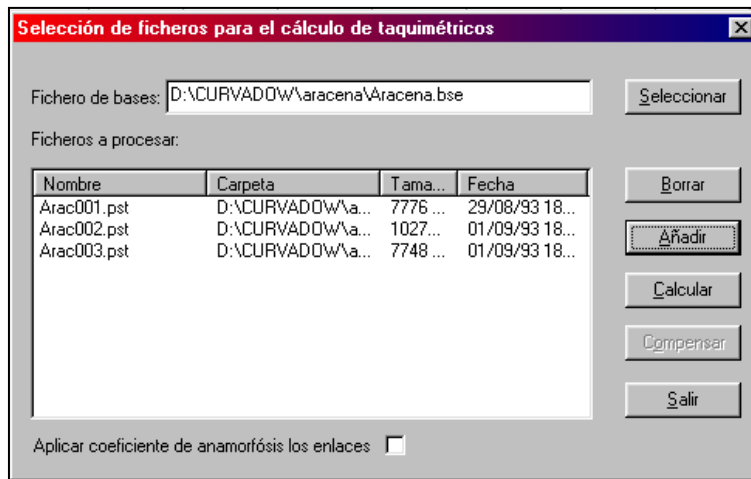 Selección de ficheros para el cálculo de taquimétricos
Fichero de bases: D:\CURVADOW\aracena\Aracena.bse Seleccionar
Ficheros a procesar:
Nombre Carpeta Tama... Fecha
Arac001.pst D:\CURVADOW\a... 7776 ... 29/08/93 18...
Arac002.pst D:\CURVADOW\a... 1027... 01/09/93 18...
Arac003.pst D:\CURVADOW\a... 7748 ... 01/09/93 18...
Borrar
Añadir
Calcular
Compensar
Salir
Aplicar coeficiente de anamorfósis los enlaces